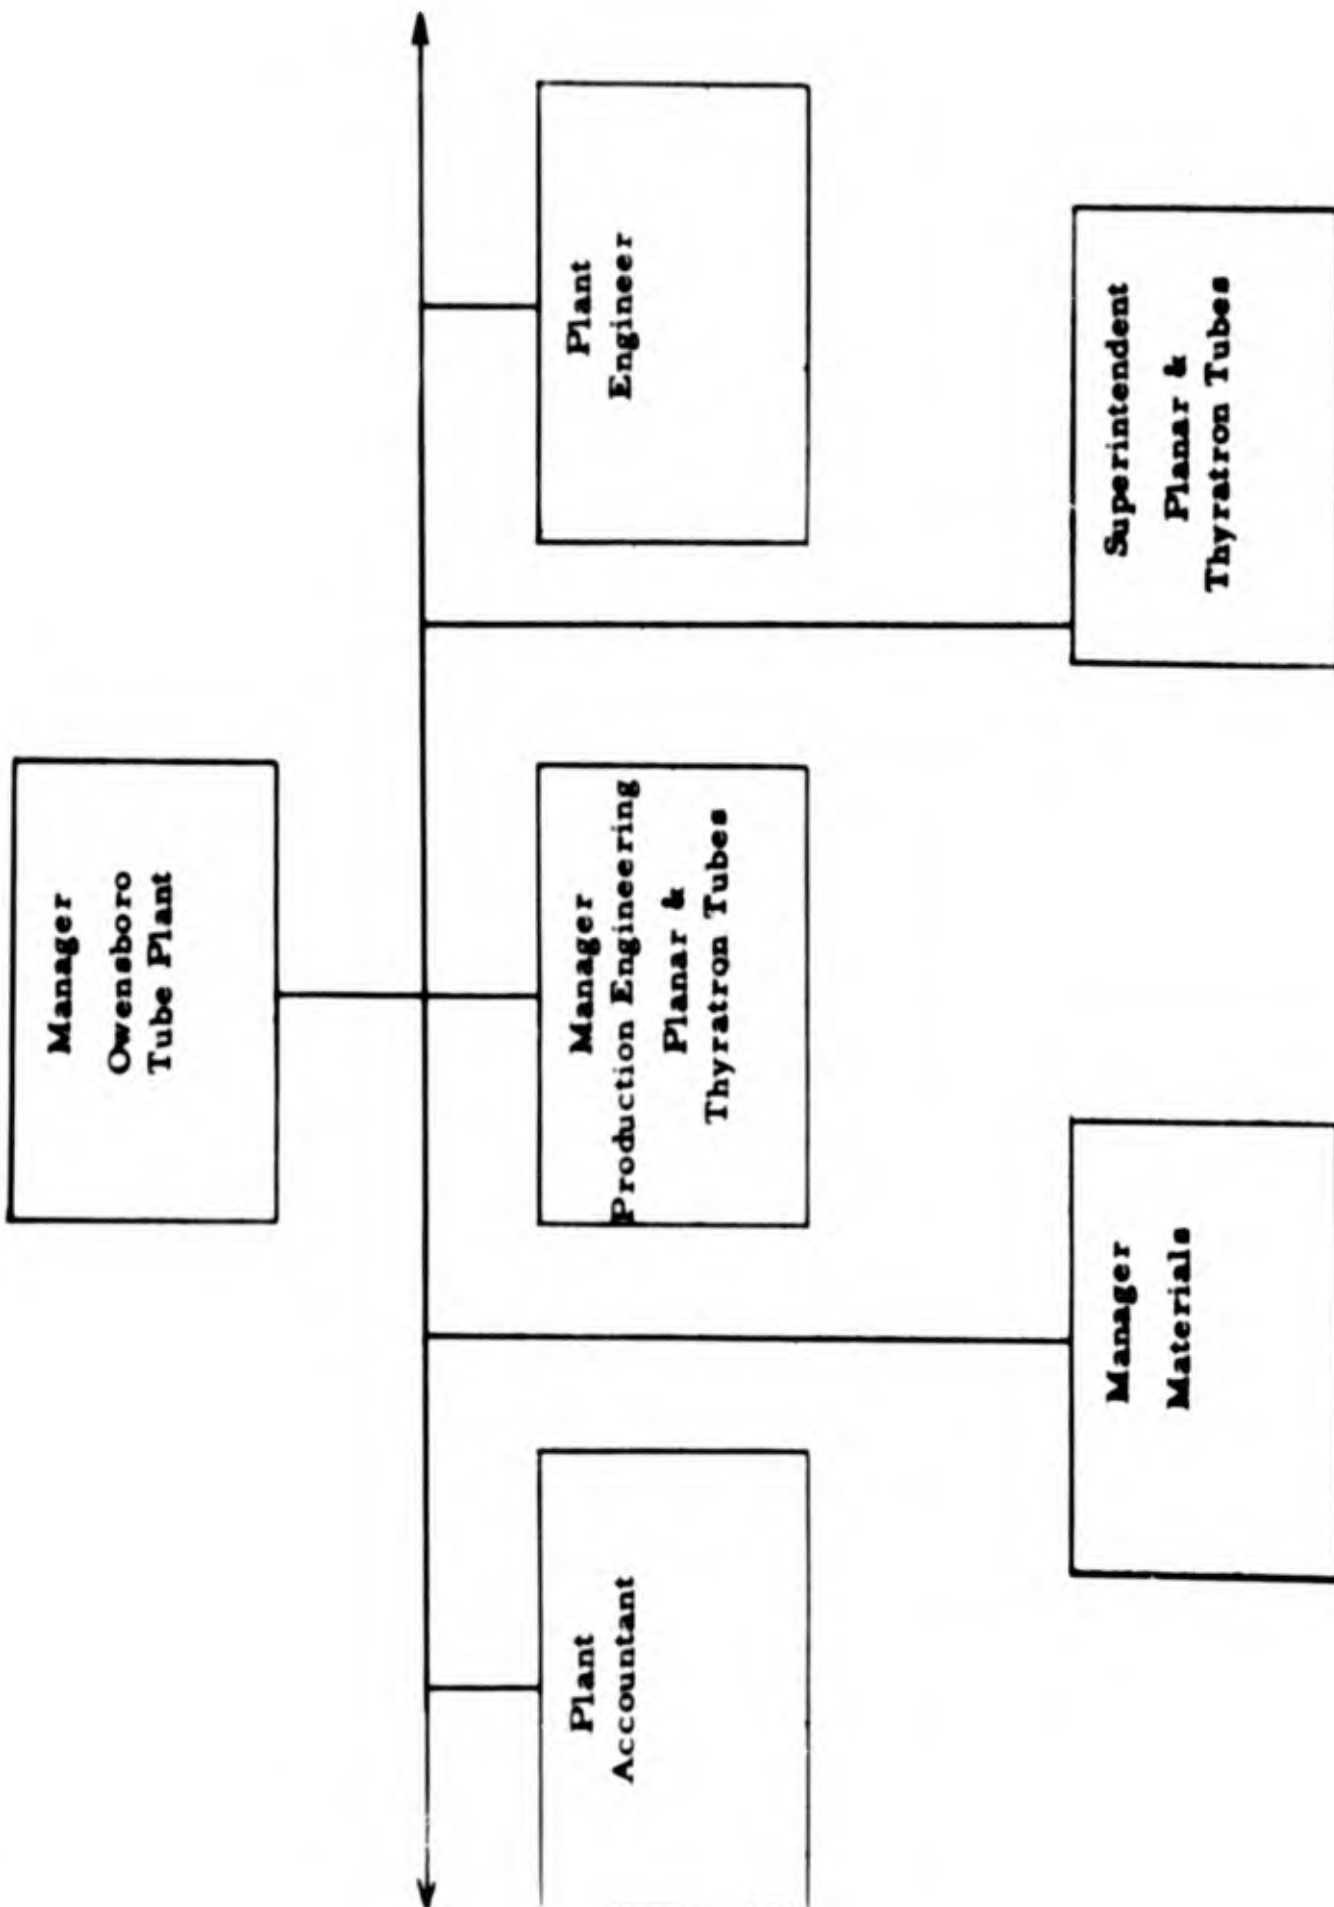 Manager
Owensboro
Tube Plant
Plant
Accountant
Manager
Production Engineering
Planar &
Thyratron Tubes
Plant
Engineer
Manager
Materials
Superintendent
Planar &
Thyratron Tubes